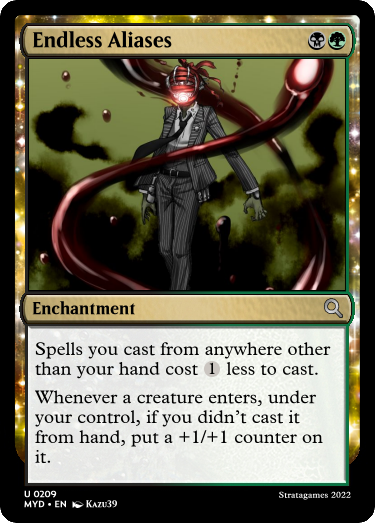 Endless Aliases
Enchantment
Spells you cast from anywhere other
than your hand cost 1 less to cast.
Whenever a creature enters, under
your control, if you didn't cast it
from hand, put a +1/+1 counter on
it.
U 0209
MYD • EN Kazu39
Stratagames 2022